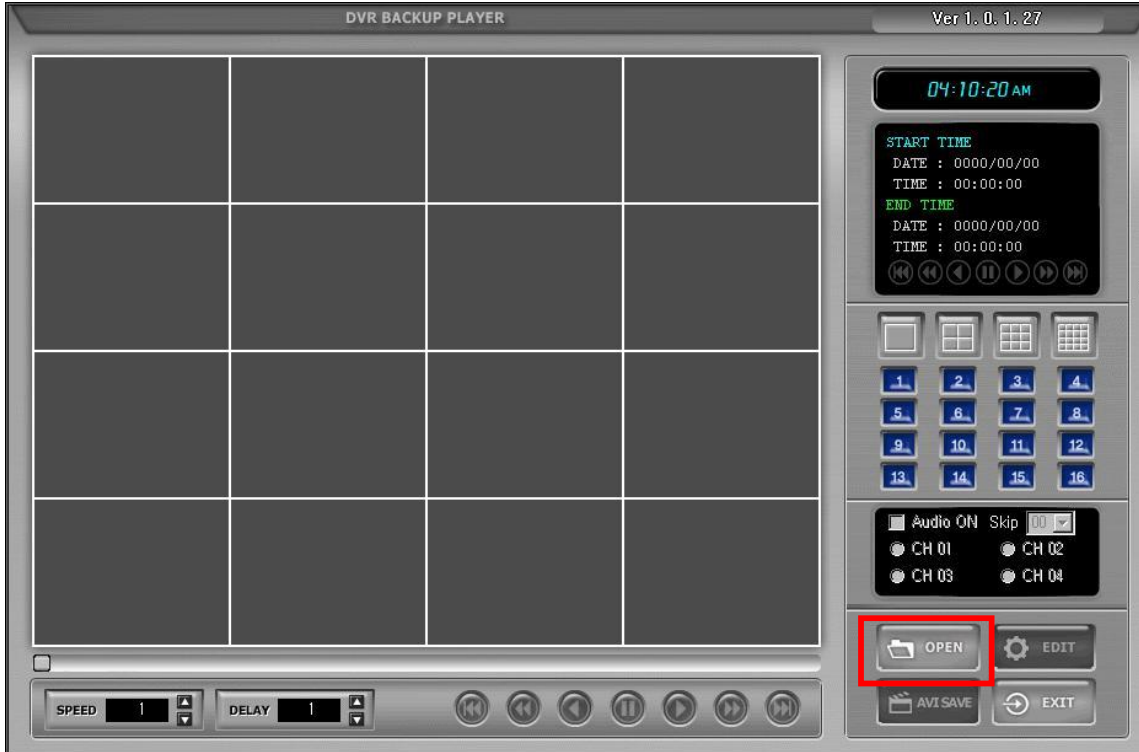 DVR BACKUP PLAYER
Ver 1. 0. 1. 27
04:10:20 AM
START TIME
DATE : 0000/00/00
TIME : 00:00:00
END TIME
DATE : 0000/00/00
TIME : 00:00:00
1 2 3 4
5 6 7 8
9 10 11 12
13 14 15 16
Audio ON Skip 00
CH 01 CH 02
CH 03 CH 04
OPEN EDIT
AVI SAVE EXIT
SPEED 1 DELAY 1